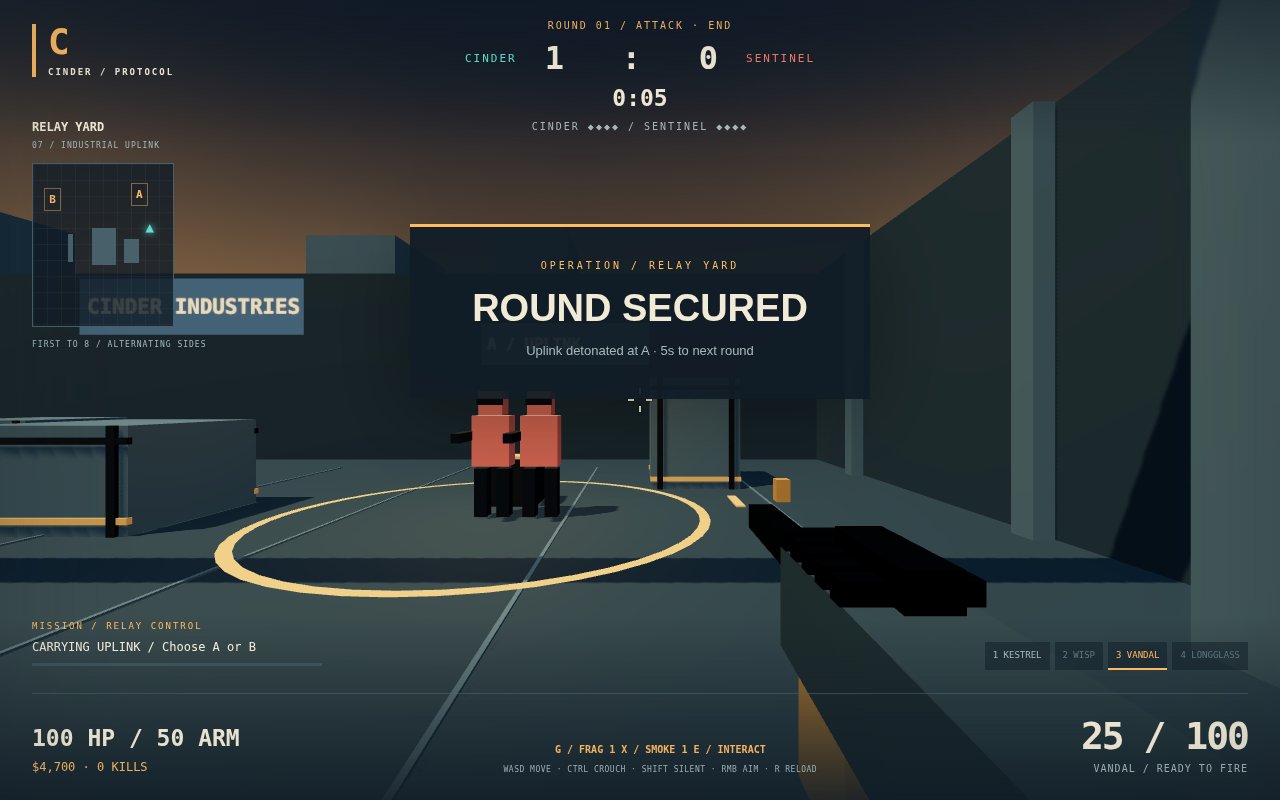 C
CINDER / PROTOCOL
ROUND 01 / ATTACK · END
CINDER 1 : 0 SENTINEL
0:05
CINDER ◆◆◆◆ / SENTINEL ◆◆◆◆
RELAY YARD
07 / INDUSTRIAL UPLINK
B A
CINDER INDUSTRIES
FIRST TO 8 / ALTERNATING SIDES
OPERATION / RELAY YARD
ROUND SECURED
A / UPLINK
Uplink detonated at A · 5s to next round
MISSION / RELAY CONTROL
CARRYING UPLINK / Choose A or B
1 KESTREL 2 WISP 3 VANDAL 4 LONGGLASS
100 HP / 50 ARM
$4,700 · 0 KILLS
G / FRAG 1 X / SMOKE 1 E / INTERACT
WASD MOVE · CTRL CROUCH · SHIFT SILENT · RMB AIM · R RELOAD
25 / 100
VANDAL / READY TO FIRE